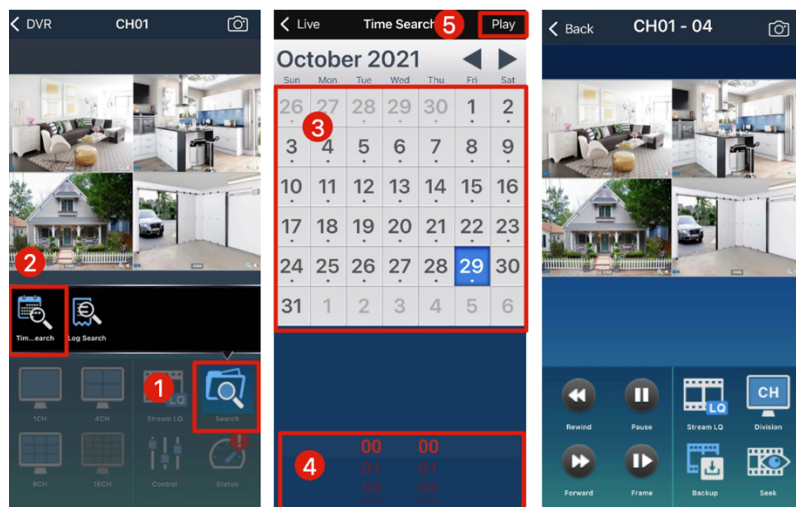 DVR CH01
2
Tim...earch Log Search
1
1CH 4CH Stream LQ Search
9CH 16CH Control Status
Live Time Search 5 Play
October 2021
Sun Mon Tue Wed Thu Fri Sat
26 27 28 29 30 1 2
3
3 4 5 6 7 8 9
10 11 12 13 14 15 16
17 18 19 20 21 22 23
24 25 26 27 28 29 30
31 1 2 3 4 5 6
4
00 00
01 01
02 02
Back CH01 - 04
LQ CH
Rewind Pause Stream LQ Division
Forward Frame Backup Seek